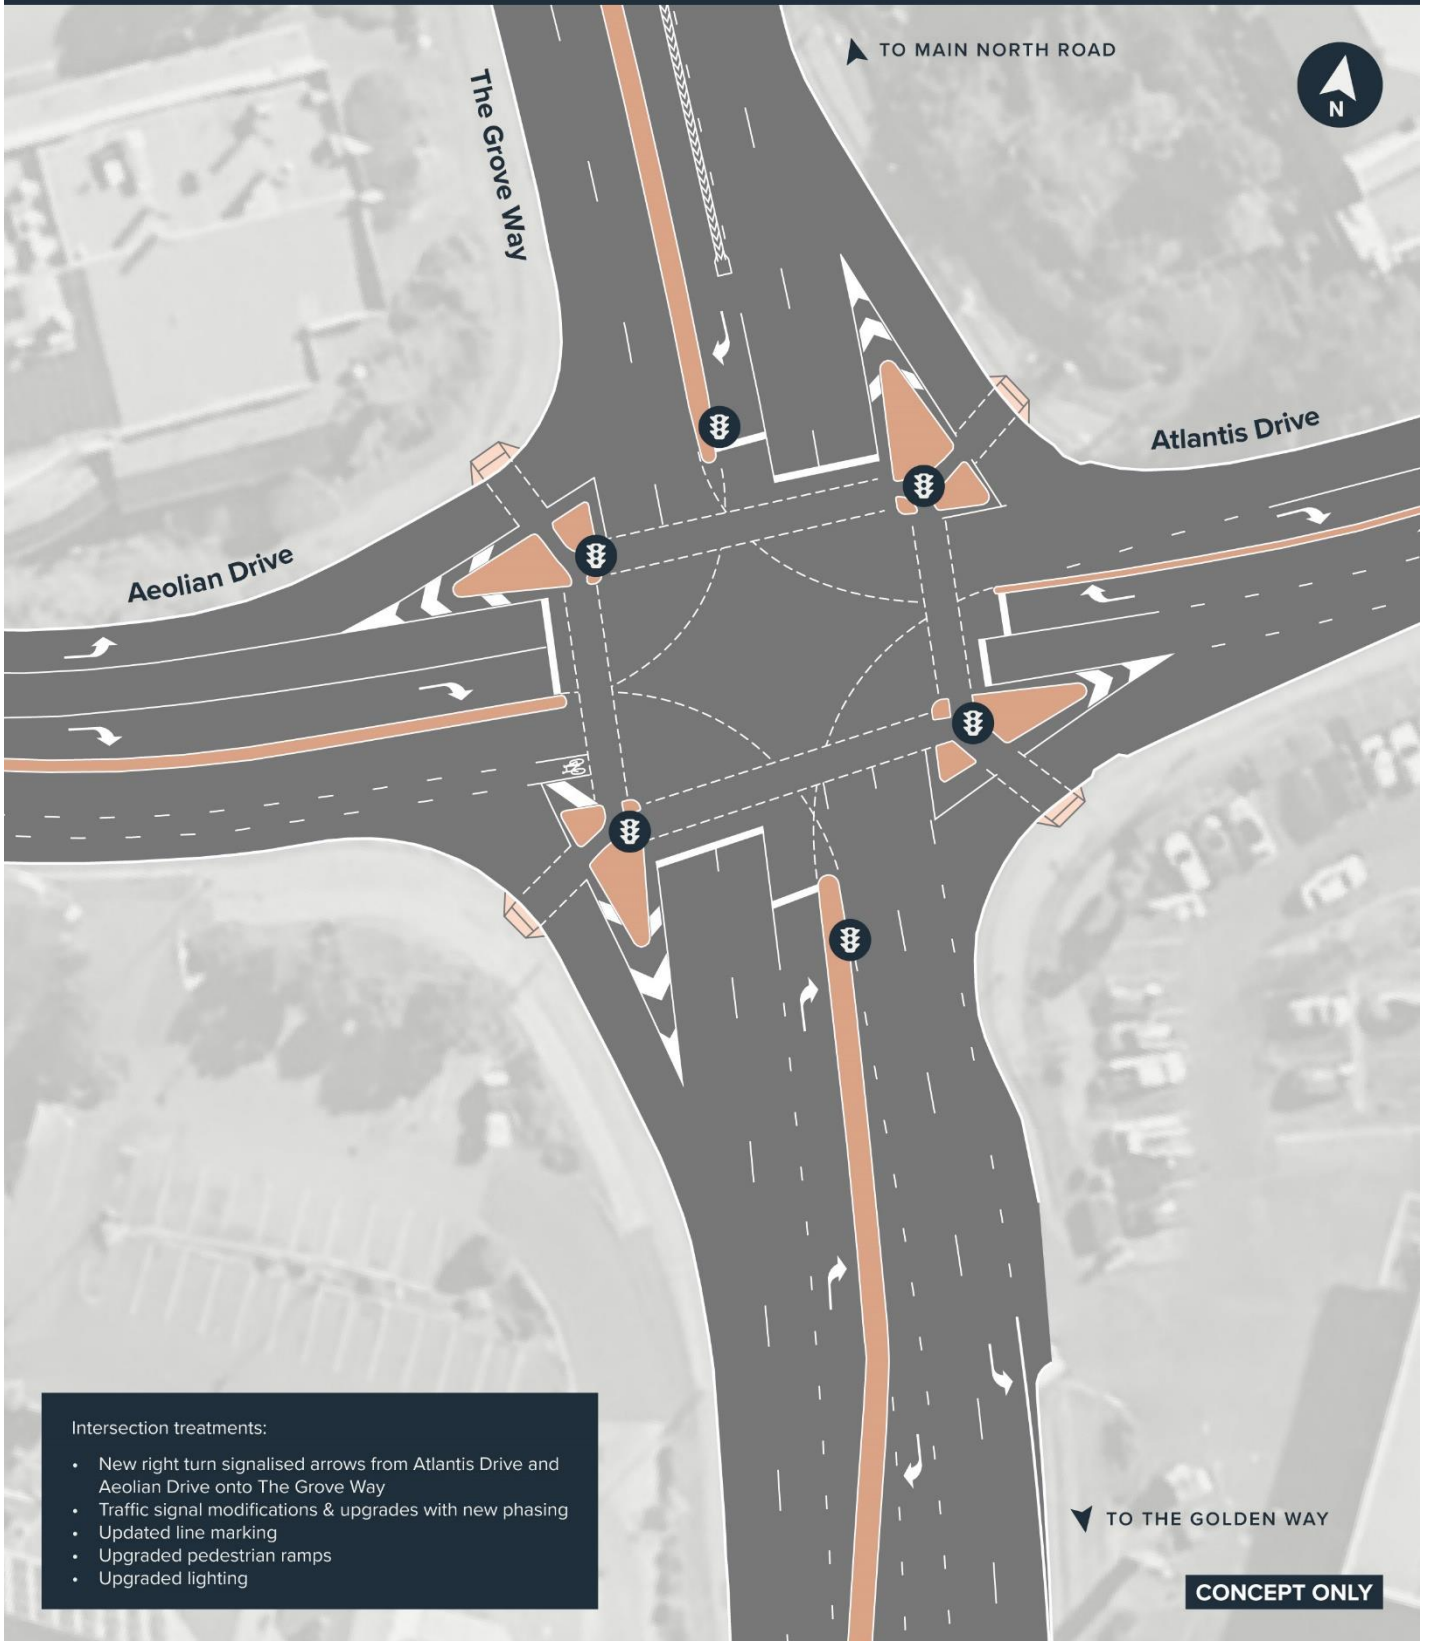 TO MAIN NORTH ROAD
N
The Grove Way
Atlantis Drive
Aeolian Drive
Intersection treatments:
• New right turn signalised arrows from Atlantis Drive and
Aeolian Drive onto The Grove Way
• Traffic signal modifications & upgrades with new phasing
• Updated line marking
• Upgraded pedestrian ramps
• Upgraded lighting
TO THE GOLDEN WAY
CONCEPT ONLY